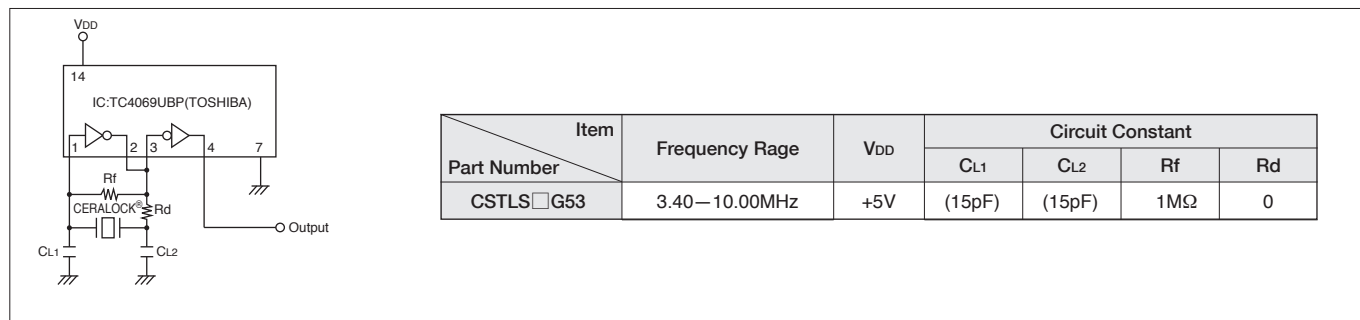 VDD
14
IC:TC4069UBP(TOSHIBA)
1 2 3 4 7
Rf
CERALOCK® Rd
Output
CL1 CL2
Item
Part Number
Frequency Rage
VDD
Circuit Constant
CL1 CL2 Rf Rd
CSTLS□G53 3.40—10.00MHz +5V (15pF) (15pF) 1MΩ 0